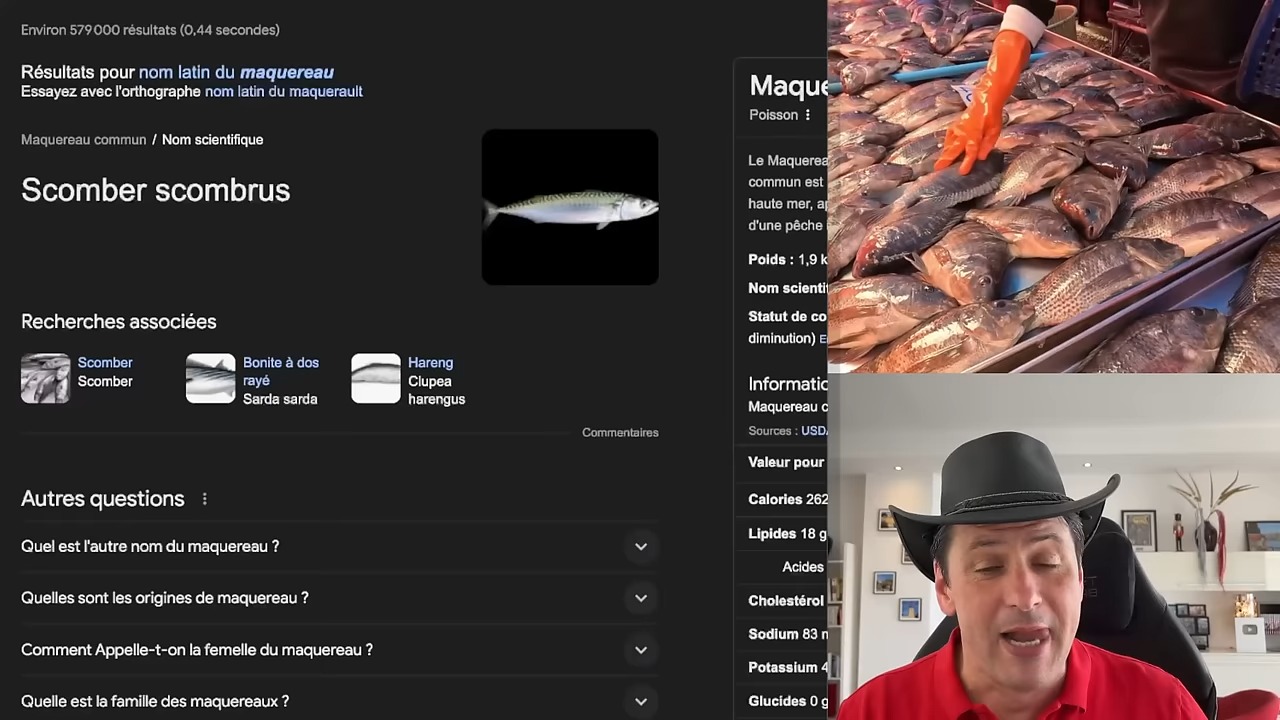 Environ 579 000 résultats (0,44 secondes)
Résultats pour nom latin du maquereau
Essayez avec l'orthographe nom latin du maquerault
Maquereau commun / Nom scientifique
Scomber scombrus
Recherches associées
Scomber
Scomber
Bonite à dos
rayé
Sarda sarda
Hareng
Clupea
harengus
Commentaires
Autres questions
Quel est l'autre nom du maquereau ?
Quelles sont les origines de maquereau ?
Comment Appelle-t-on la femelle du maquereau ?
Quelle est la famille des maquereaux ?
Maque
Poisson
Le Maquerea
commun est
haute mer, ap
d'une pêche
Poids : 1,9 k
Nom scientif
Statut de co
diminution) E
Informatio
Maquereau c
Sources : USDA
Valeur pour
Calories 262
Lipides 18 g
Acides
Cholestérol
Sodium 83 m
Potassium 4
Glucides 0 g